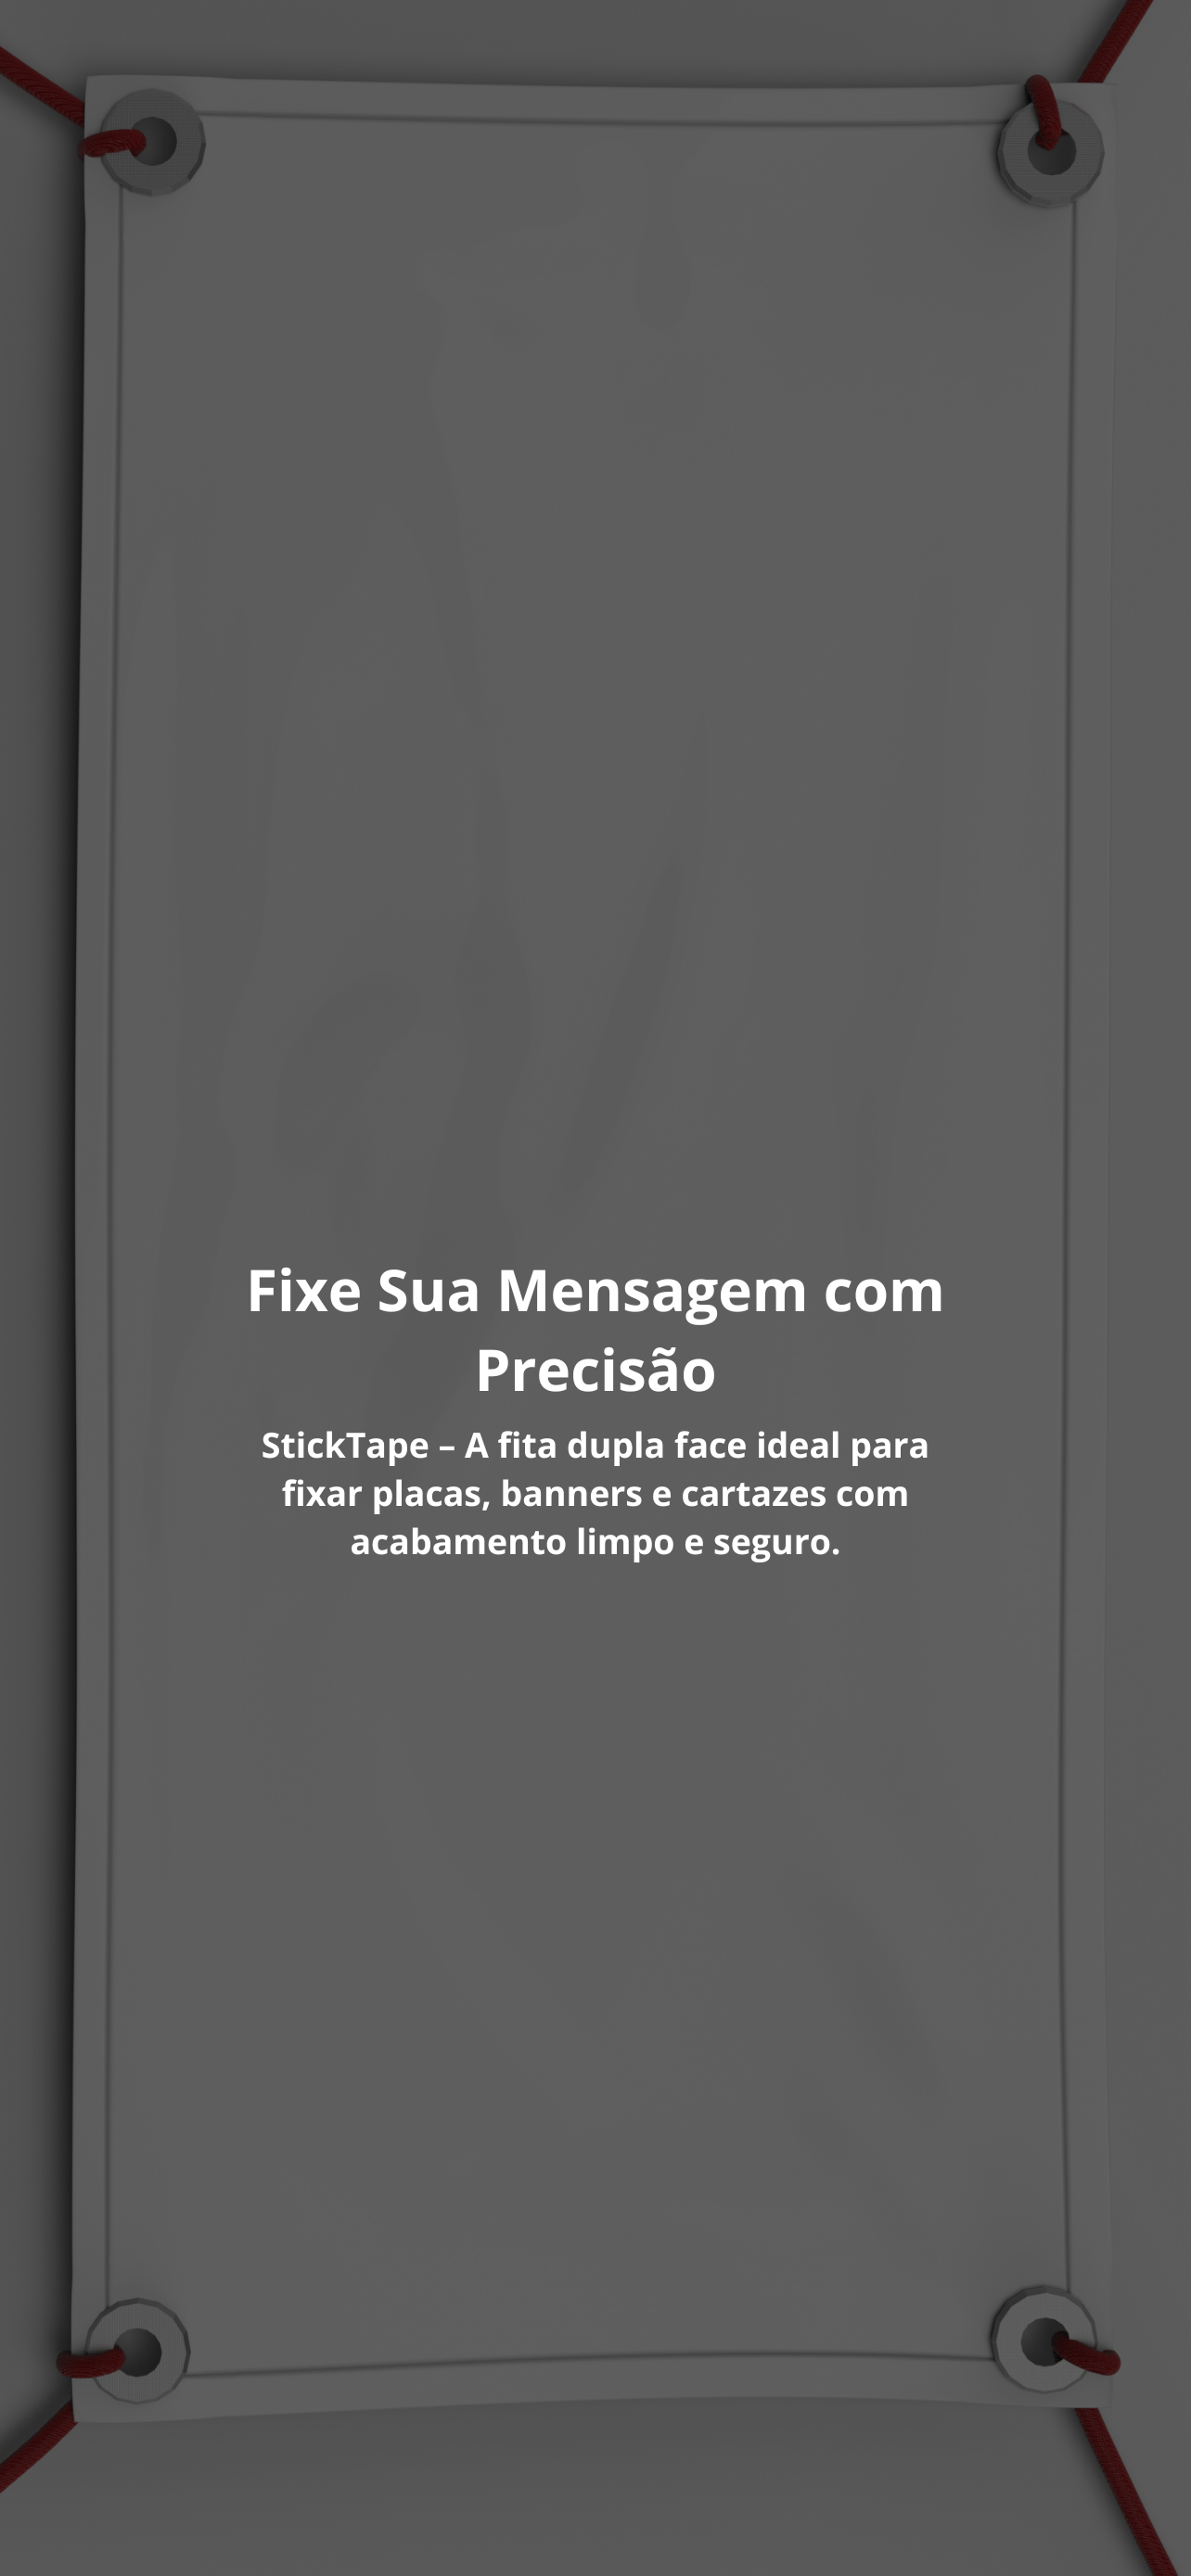 Fixe Sua Mensagem com
Precisão
StickTape – A fita dupla face ideal para
fixar placas, banners e cartazes com
acabamento limpo e seguro.